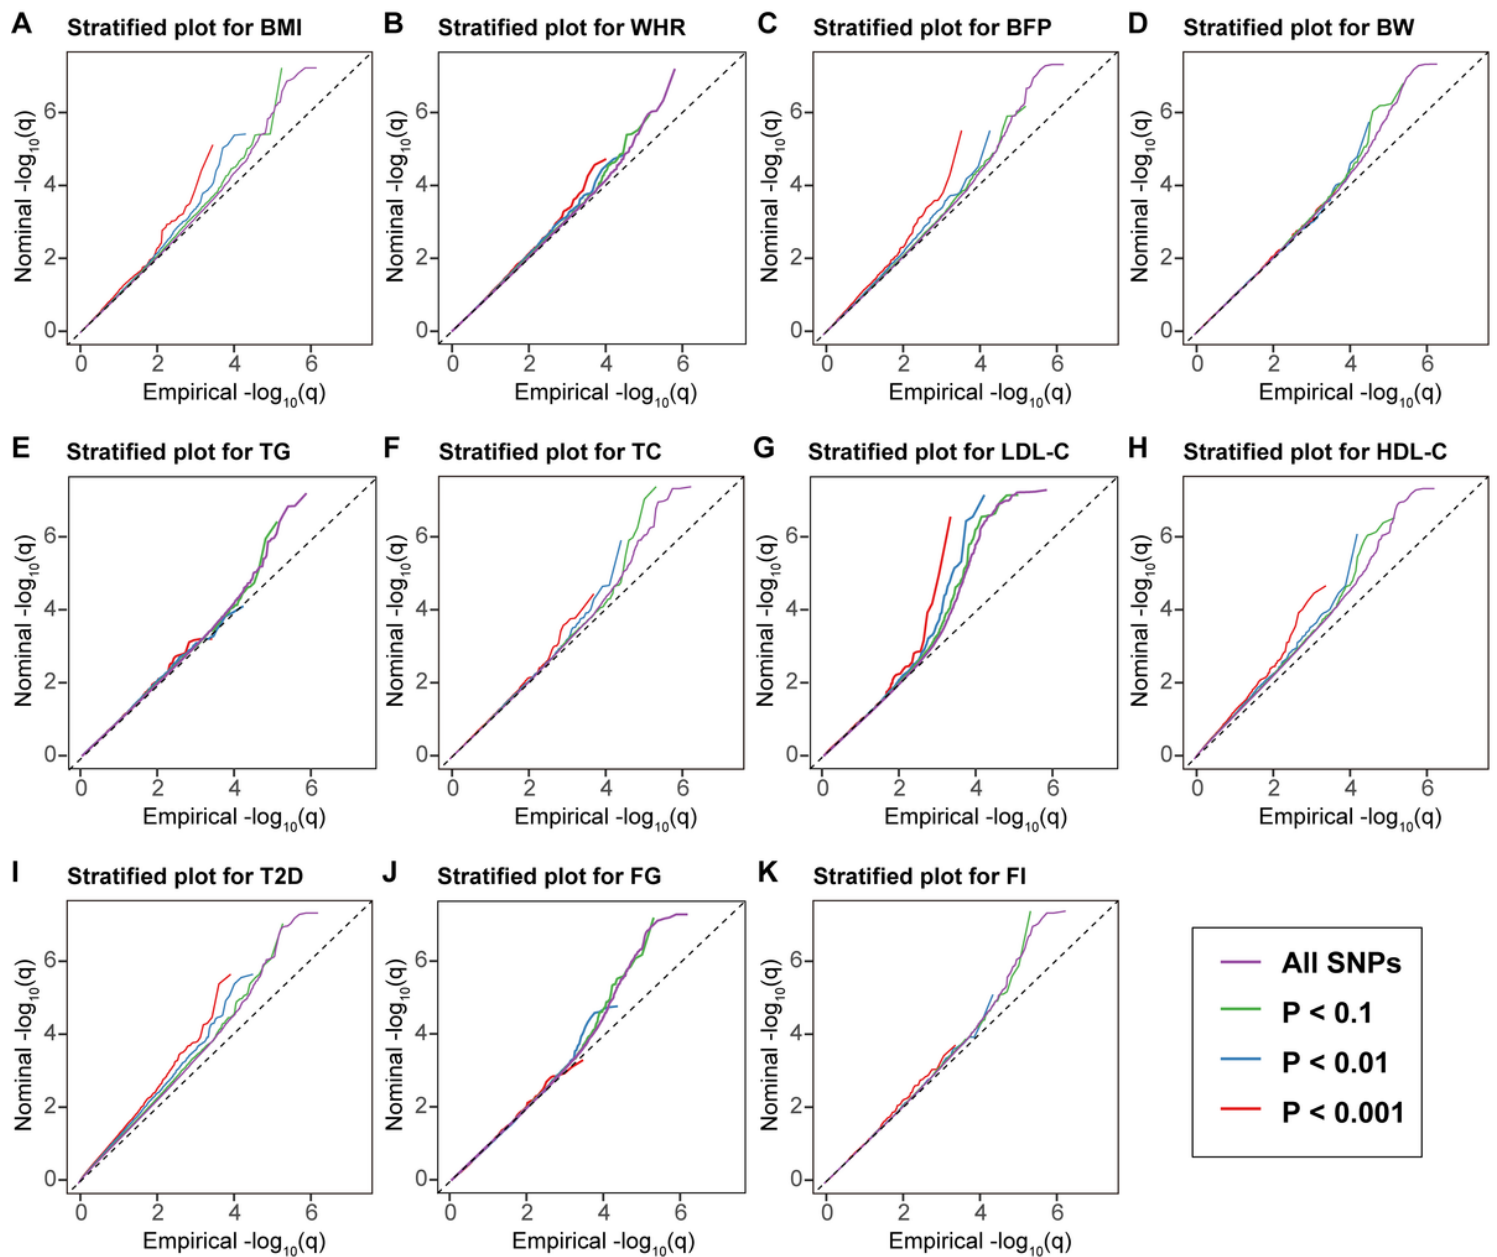 A Stratified plot for BMI
Nominal -log10(q)
6
4
2
0
0 2 4 6
Empirical -log10(q)
B Stratified plot for WHR
Nominal -log10(q)
6
4
2
0
0 2 4 6
Empirical -log10(q)
C Stratified plot for BFP
Nominal -log10(q)
6
4
2
0
0 2 4 6
Empirical -log10(q)
D Stratified plot for BW
Nominal -log10(q)
6
4
2
0
0 2 4 6
Empirical -log10(q)
E Stratified plot for TG
Nominal -log10(q)
6
4
2
0
0 2 4 6
Empirical -log10(q)
F Stratified plot for TC
Nominal -log10(q)
6
4
2
0
0 2 4 6
Empirical -log10(q)
G Stratified plot for LDL-C
Nominal -log10(q)
6
4
2
0
0 2 4 6
Empirical -log10(q)
H Stratified plot for HDL-C
Nominal -log10(q)
6
4
2
0
0 2 4 6
Empirical -log10(q)
I Stratified plot for T2D
Nominal -log10(q)
6
4
2
0
0 2 4 6
Empirical -log10(q)
J Stratified plot for FG
Nominal -log10(q)
6
4
2
0
0 2 4 6
Empirical -log10(q)
K Stratified plot for FI
Nominal -log10(q)
6
4
2
0
0 2 4 6
Empirical -log10(q)
All SNPs
P < 0.1
P < 0.01
P < 0.001